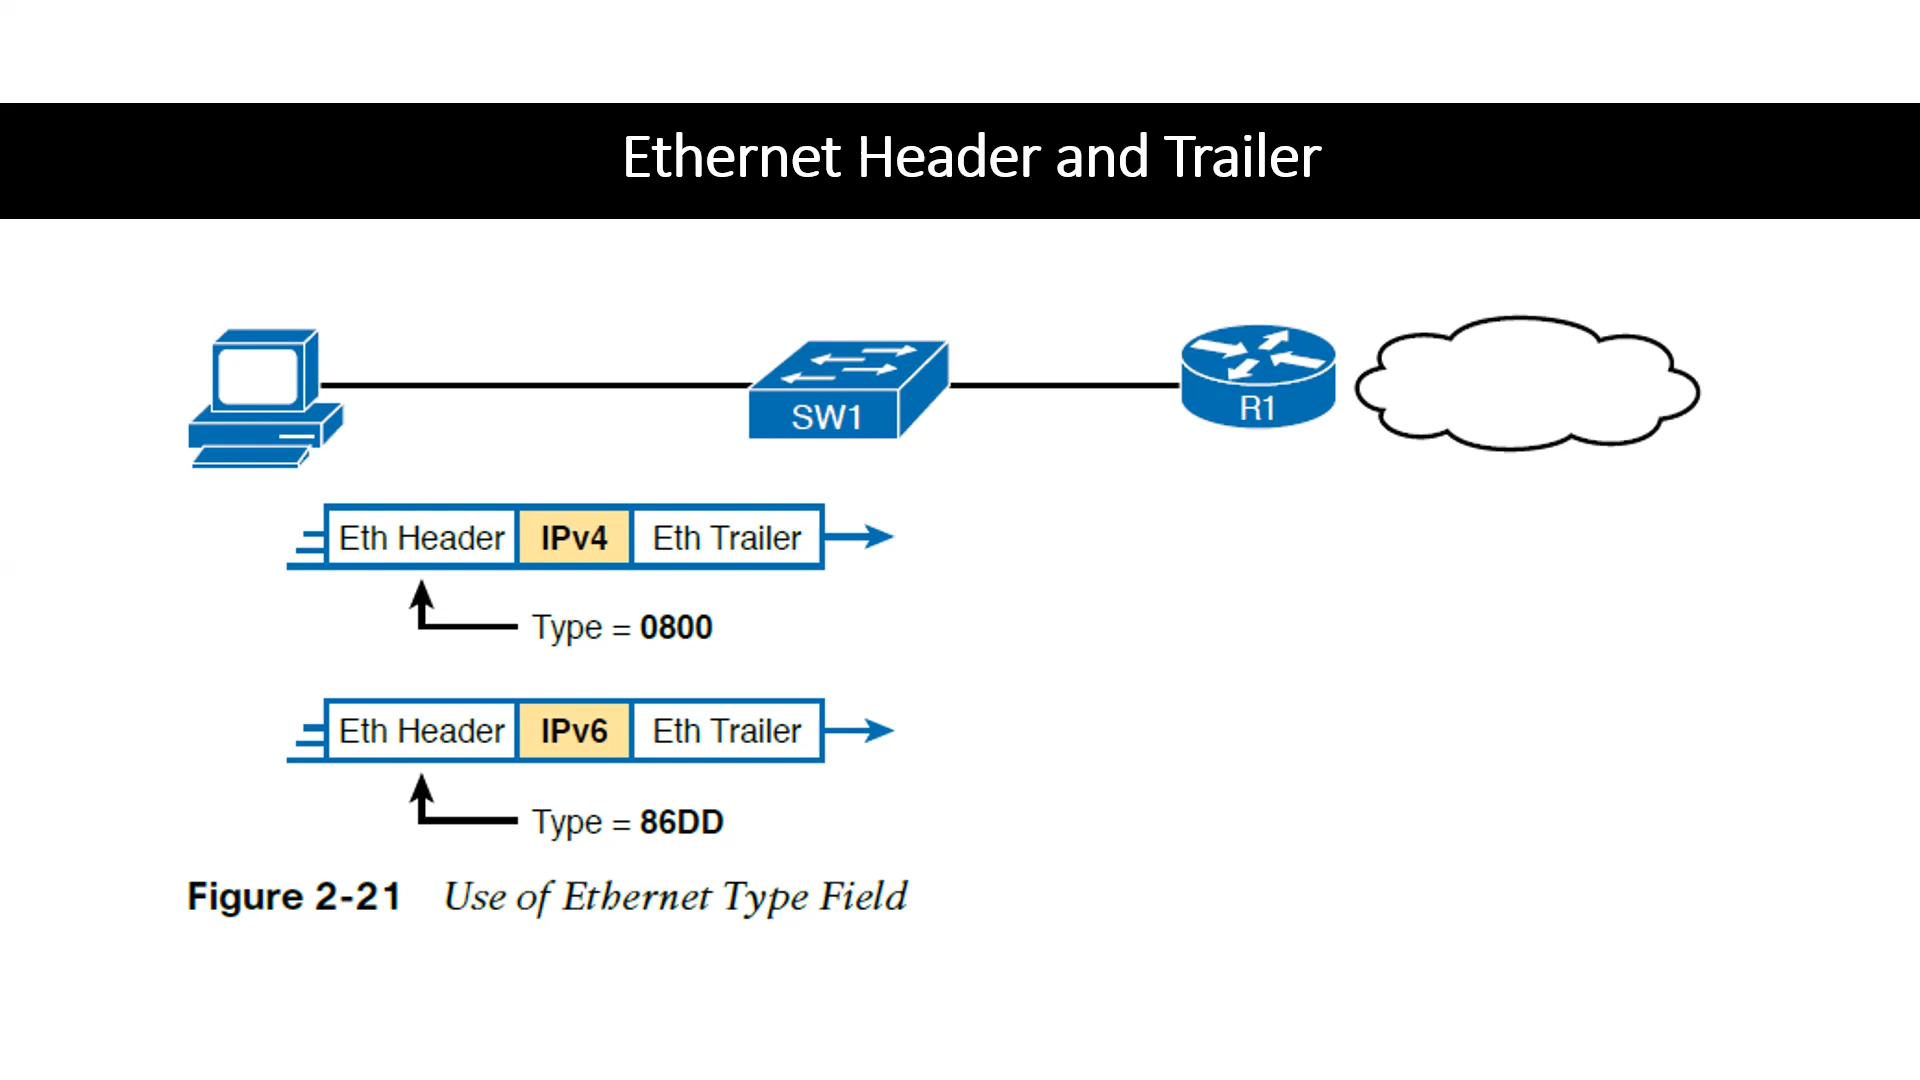 Ethernet Header and Trailer
SW1
R1
Eth Header IPv4 Eth Trailer
Type = 0800
Eth Header IPv6 Eth Trailer
Type = 86DD
Figure 2-21 Use of Ethernet Type Field